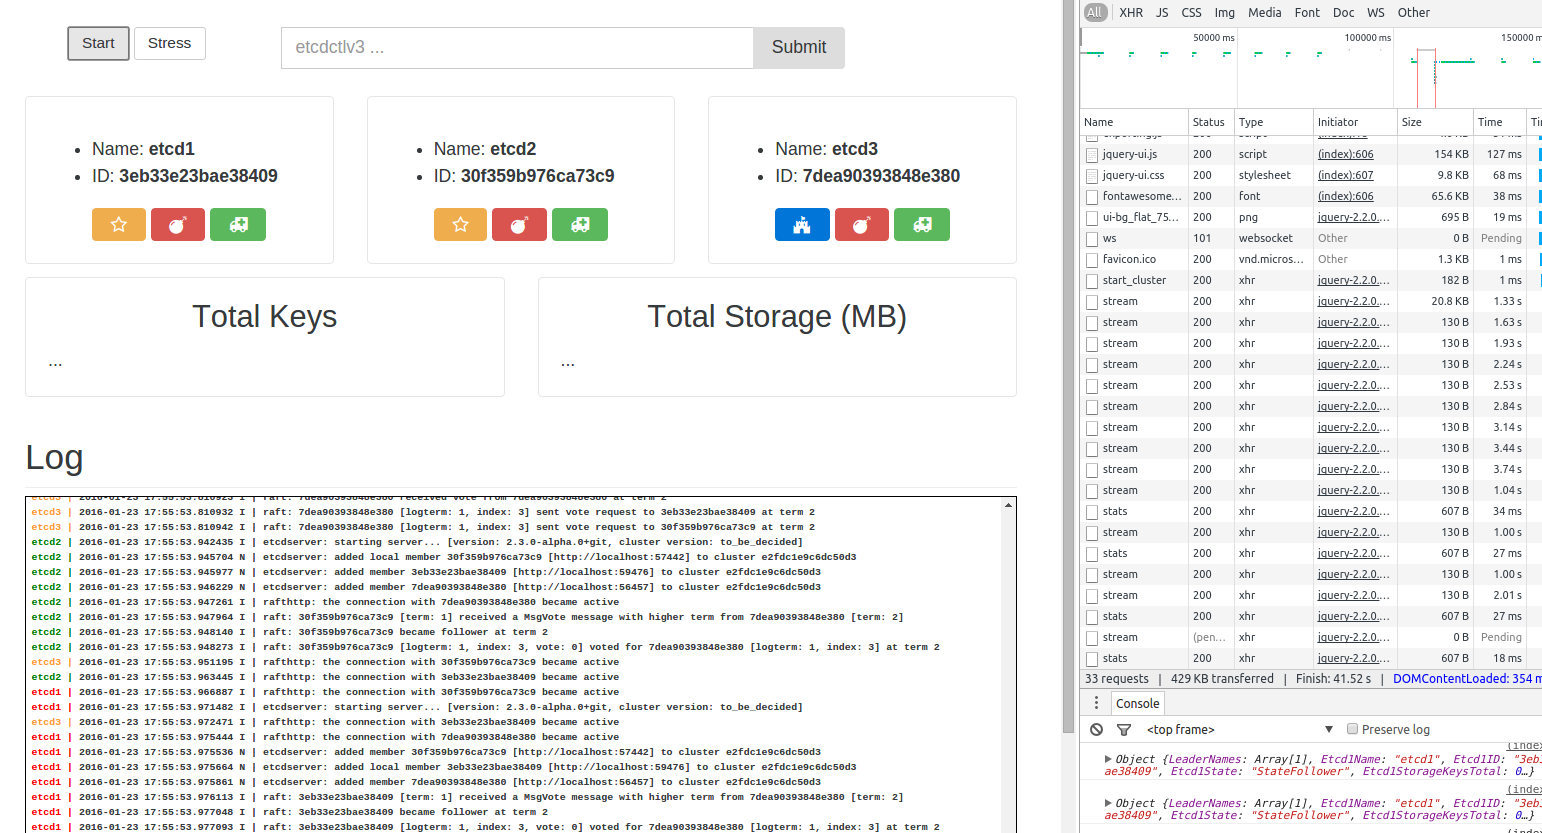 Start
Stress
etcdctlv3 ...
Submit
Name: etcd1
ID: 3eb33e23bae38409
Name: etcd2
ID: 30f359b976ca73c9
Name: etcd3
ID: 7dea90393848e380
Total Keys
...
Total Storage (MB)
...
Log
etcd3 | 2016-01-23 17:55:53.810923 I | raft: 7dea90393848e380 received vote from 7dea90393848e380 at term 2
etcd3 | 2016-01-23 17:55:53.810932 I | raft: 7dea90393848e380 [logterm: 1, index: 3] sent vote request to 3eb33e23bae38409 at term 2
etcd3 | 2016-01-23 17:55:53.810942 I | raft: 7dea90393848e380 [logterm: 1, index: 3] sent vote request to 30f359b976ca73c9 at term 2
etcd2 | 2016-01-23 17:55:53.942435 I | etcdserver: starting server... [version: 2.3.0-alpha.0+git, cluster version: to_be_decided]
etcd2 | 2016-01-23 17:55:53.945704 N | etcdserver: added local member 30f359b976ca73c9 [http://localhost:57442] to cluster e2fdc1e9c6dc50d3
etcd2 | 2016-01-23 17:55:53.945977 N | etcdserver: added member 3eb33e23bae38409 [http://localhost:59476] to cluster e2fdc1e9c6dc50d3
etcd2 | 2016-01-23 17:55:53.946229 N | etcdserver: added member 7dea90393848e380 [http://localhost:56457] to cluster e2fdc1e9c6dc50d3
etcd2 | 2016-01-23 17:55:53.947261 I | rafthttp: the connection with 7dea90393848e380 became active
etcd2 | 2016-01-23 17:55:53.947964 I | raft: 30f359b976ca73c9 [term: 1] received a MsgVote message with higher term from 7dea90393848e380 [term: 2]
etcd2 | 2016-01-23 17:55:53.948140 I | raft: 30f359b976ca73c9 became follower at term 2
etcd2 | 2016-01-23 17:55:53.948273 I | raft: 30f359b976ca73c9 [logterm: 1, index: 3, vote: 0] voted for 7dea90393848e380 [logterm: 1, index: 3] at term 2
etcd3 | 2016-01-23 17:55:53.951195 I | rafthttp: the connection with 30f359b976ca73c9 became active
etcd2 | 2016-01-23 17:55:53.963445 I | rafthttp: the connection with 3eb33e23bae38409 became active
etcd1 | 2016-01-23 17:55:53.966887 I | rafthttp: the connection with 30f359b976ca73c9 became active
etcd1 | 2016-01-23 17:55:53.971482 I | etcdserver: starting server... [version: 2.3.0-alpha.0+git, cluster version: to_be_decided]
etcd3 | 2016-01-23 17:55:53.972471 I | rafthttp: the connection with 3eb33e23bae38409 became active
etcd1 | 2016-01-23 17:55:53.975444 I | rafthttp: the connection with 7dea90393848e380 became active
etcd1 | 2016-01-23 17:55:53.975536 N | etcdserver: added member 30f359b976ca73c9 [http://localhost:57442] to cluster e2fdc1e9c6dc50d3
etcd1 | 2016-01-23 17:55:53.975664 N | etcdserver: added local member 3eb33e23bae38409 [http://localhost:59476] to cluster e2fdc1e9c6dc50d3
etcd1 | 2016-01-23 17:55:53.975861 N | etcdserver: added member 7dea90393848e380 [http://localhost:56457] to cluster e2fdc1e9c6dc50d3
etcd1 | 2016-01-23 17:55:53.976113 I | raft: 3eb33e23bae38409 [term: 1] received a MsgVote message with higher term from 7dea90393848e380 [term: 2]
etcd1 | 2016-01-23 17:55:53.977048 I | raft: 3eb33e23bae38409 became follower at term 2
etcd1 | 2016-01-23 17:55:53.977093 I | raft: 3eb33e23bae38409 [logterm: 1, index: 3, vote: 0] voted for 7dea90393848e380 [logterm: 1, index: 3] at term 2
All XHR JS CSS Img Media Font Doc WS Other
50000 ms 100000 ms 150000 m
Name Status Type Initiator Size Time Ti
jquery-ui.js 200 script (index):606 154 KB 127 ms
jquery-ui.css 200 stylesheet (index):607 9.8 KB 68 ms
fontawesome... 200 font (index):606 65.6 KB 38 ms
ui-bg_flat_75... 200 png jquery-2.2.0.... 695 B 19 ms
ws 101 websocket Other 0 B Pending
favicon.ico 200 vnd.micros... Other 1.3 KB 1 ms
start_cluster 200 xhr jquery-2.2.0.... 182 B 1 ms
stream 200 xhr jquery-2.2.0.... 20.8 KB 1.33 s
stream 200 xhr jquery-2.2.0.... 130 B 1.63 s
stream 200 xhr jquery-2.2.0.... 130 B 1.93 s
stream 200 xhr jquery-2.2.0.... 130 B 2.24 s
stream 200 xhr jquery-2.2.0.... 130 B 2.53 s
stream 200 xhr jquery-2.2.0.... 130 B 2.84 s
stream 200 xhr jquery-2.2.0.... 130 B 3.14 s
stream 200 xhr jquery-2.2.0.... 130 B 3.44 s
stream 200 xhr jquery-2.2.0.... 130 B 3.74 s
stream 200 xhr jquery-2.2.0.... 130 B 1.04 s
stats 200 xhr jquery-2.2.0.... 607 B 34 ms
stream 200 xhr jquery-2.2.0.... 130 B 1.00 s
stats 200 xhr jquery-2.2.0.... 607 B 27 ms
stream 200 xhr jquery-2.2.0.... 130 B 1.00 s
stream 200 xhr jquery-2.2.0.... 130 B 2.01 s
stats 200 xhr jquery-2.2.0.... 607 B 27 ms
stream (pen... xhr jquery-2.2.0.... 0 B Pending
stats 200 xhr jquery-2.2.0.... 607 B 18 ms
33 requests | 429 KB transferred | Finish: 41.52 s | DOMContentLoaded: 354 m
Console
<top frame> Preserve log
(index
Object {LeaderNames: Array[1], Etcd1Name: "etcd1", Etcd1ID: "3eb3
ae38409", Etcd1State: "StateFollower", Etcd1StorageKeysTotal: 0...}
(index
Object {LeaderNames: Array[1], Etcd1Name: "etcd1", Etcd1ID: "3eb3
ae38409", Etcd1State: "StateFollower", Etcd1StorageKeysTotal: 0...}